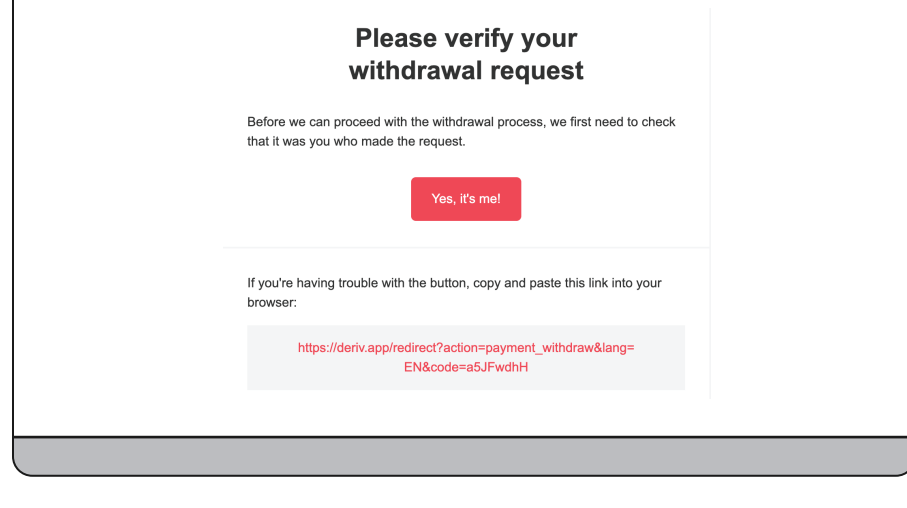 Please verify your
withdrawal request
Before we can proceed with the withdrawal process, we first need to check
that it was you who made the request.
Yes, it's me!
If you're having trouble with the button, copy and paste this link into your
browser:
https://deriv.app/redirect?action=payment_withdraw&lang=
EN&code=a5JFwdhH